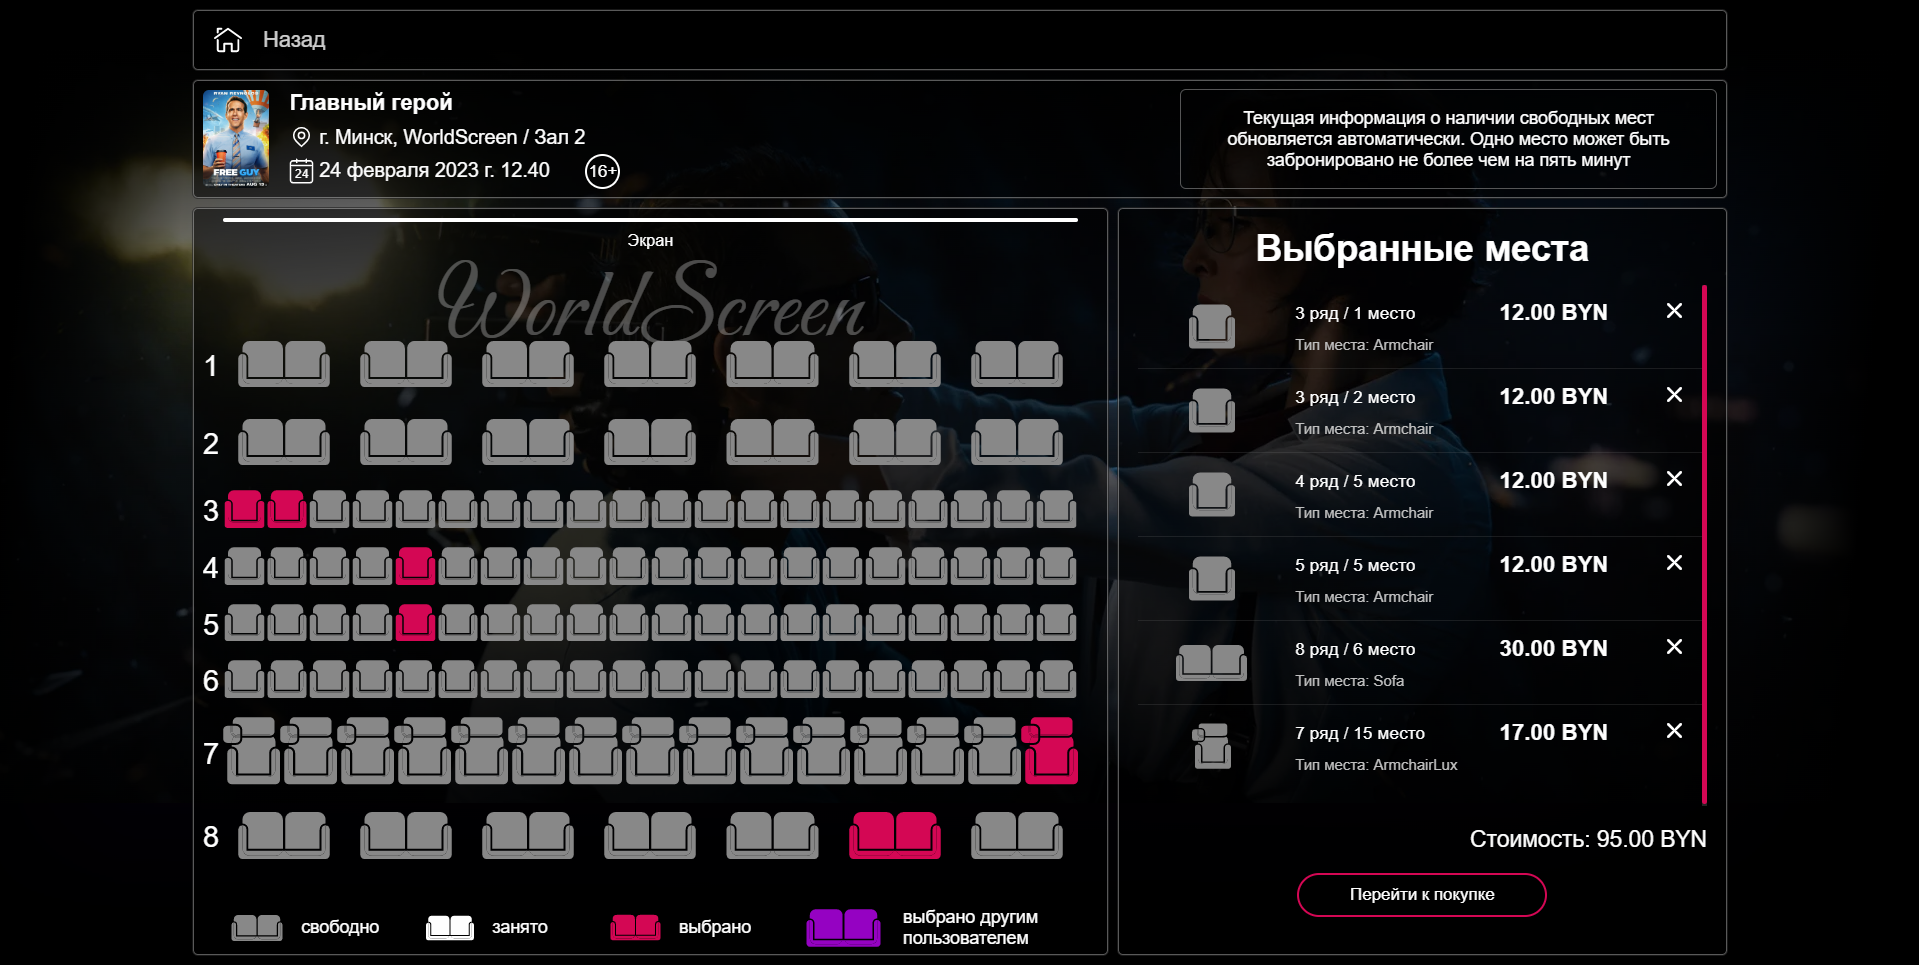 Назад
RYAN REYNOLDS
FREE GUY
AUG 13
Главный герой
г. Минск, WorldScreen / Зал 2
24
24 февраля 2023 г. 12.40
16+
Текущая информация о наличии свободных мест
обновляется автоматически. Одно место может быть
забронировано не более чем на пять минут
Экран
WorldScreen
1
2
3
4
5
6
7
8
свободно
занято
выбрано
выбрано другим
пользователем
Выбранные места
3 ряд / 1 место
12.00 BYN
Тип места: Armchair
3 ряд / 2 место
12.00 BYN
Тип места: Armchair
4 ряд / 5 место
12.00 BYN
Тип места: Armchair
5 ряд / 5 место
12.00 BYN
Тип места: Armchair
8 ряд / 6 место
30.00 BYN
Тип места: Sofa
7 ряд / 15 место
17.00 BYN
Тип места: ArmchairLux
Стоимость: 95.00 BYN
Перейти к покупке